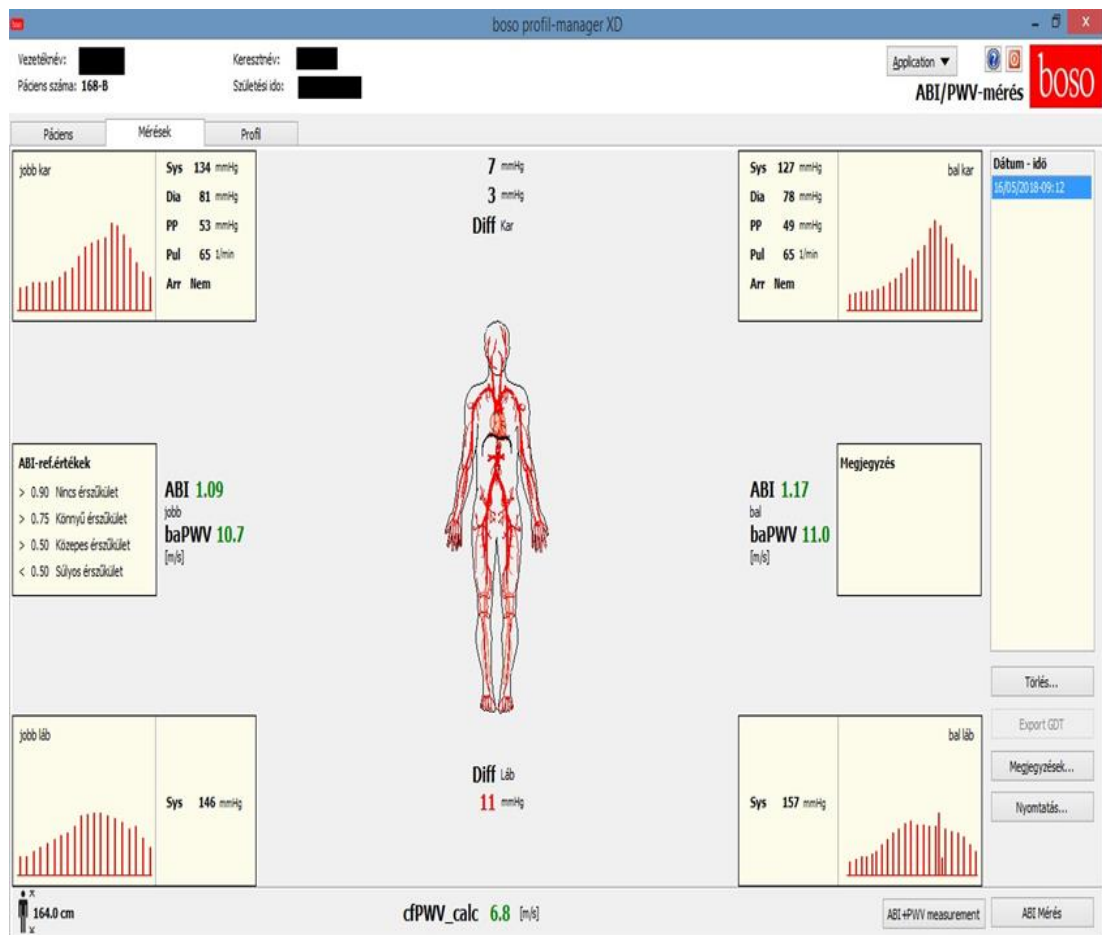 boso
boso profil-manager XD
Vezetéknév:
Keresztnév:
Application ▼
Páciens száma: 168-B
Születési ido:
ABI/PWV-mérés
boso
Páciens
Mérések
Profil
jobb kar
Sys 134 mmHg
Dia 81 mmHg
PP 53 mmHg
Pul 65 1/min
Arr Nem
7 mmHg
3 mmHg
Diff Kar
Sys 127 mmHg
Dia 78 mmHg
PP 49 mmHg
Pul 65 1/min
Arr Nem
bal kar
Dátum - idö
16/05/2018-09:12
ABI-ref.értékek
> 0.90 Nincs érszűkület
> 0.75 Könnyű érszűkület
> 0.50 Közepes érszűkület
< 0.50 Súlyos érszűkület
ABI 1.09
jobb
baPWV 10.7
[m/s]
ABI 1.17
bal
baPWV 11.0
[m/s]
Megjegyzés
jobb láb
Sys 146 mmHg
Diff Láb
11 mmHg
Sys 157 mmHg
bal láb
Törlés...
Export GDT
Megjegyzések...
Nyomtatás...
164.0 cm
cfPWV_calc 6.8 [m/s]
ABI+PWV measurement
ABI Mérés